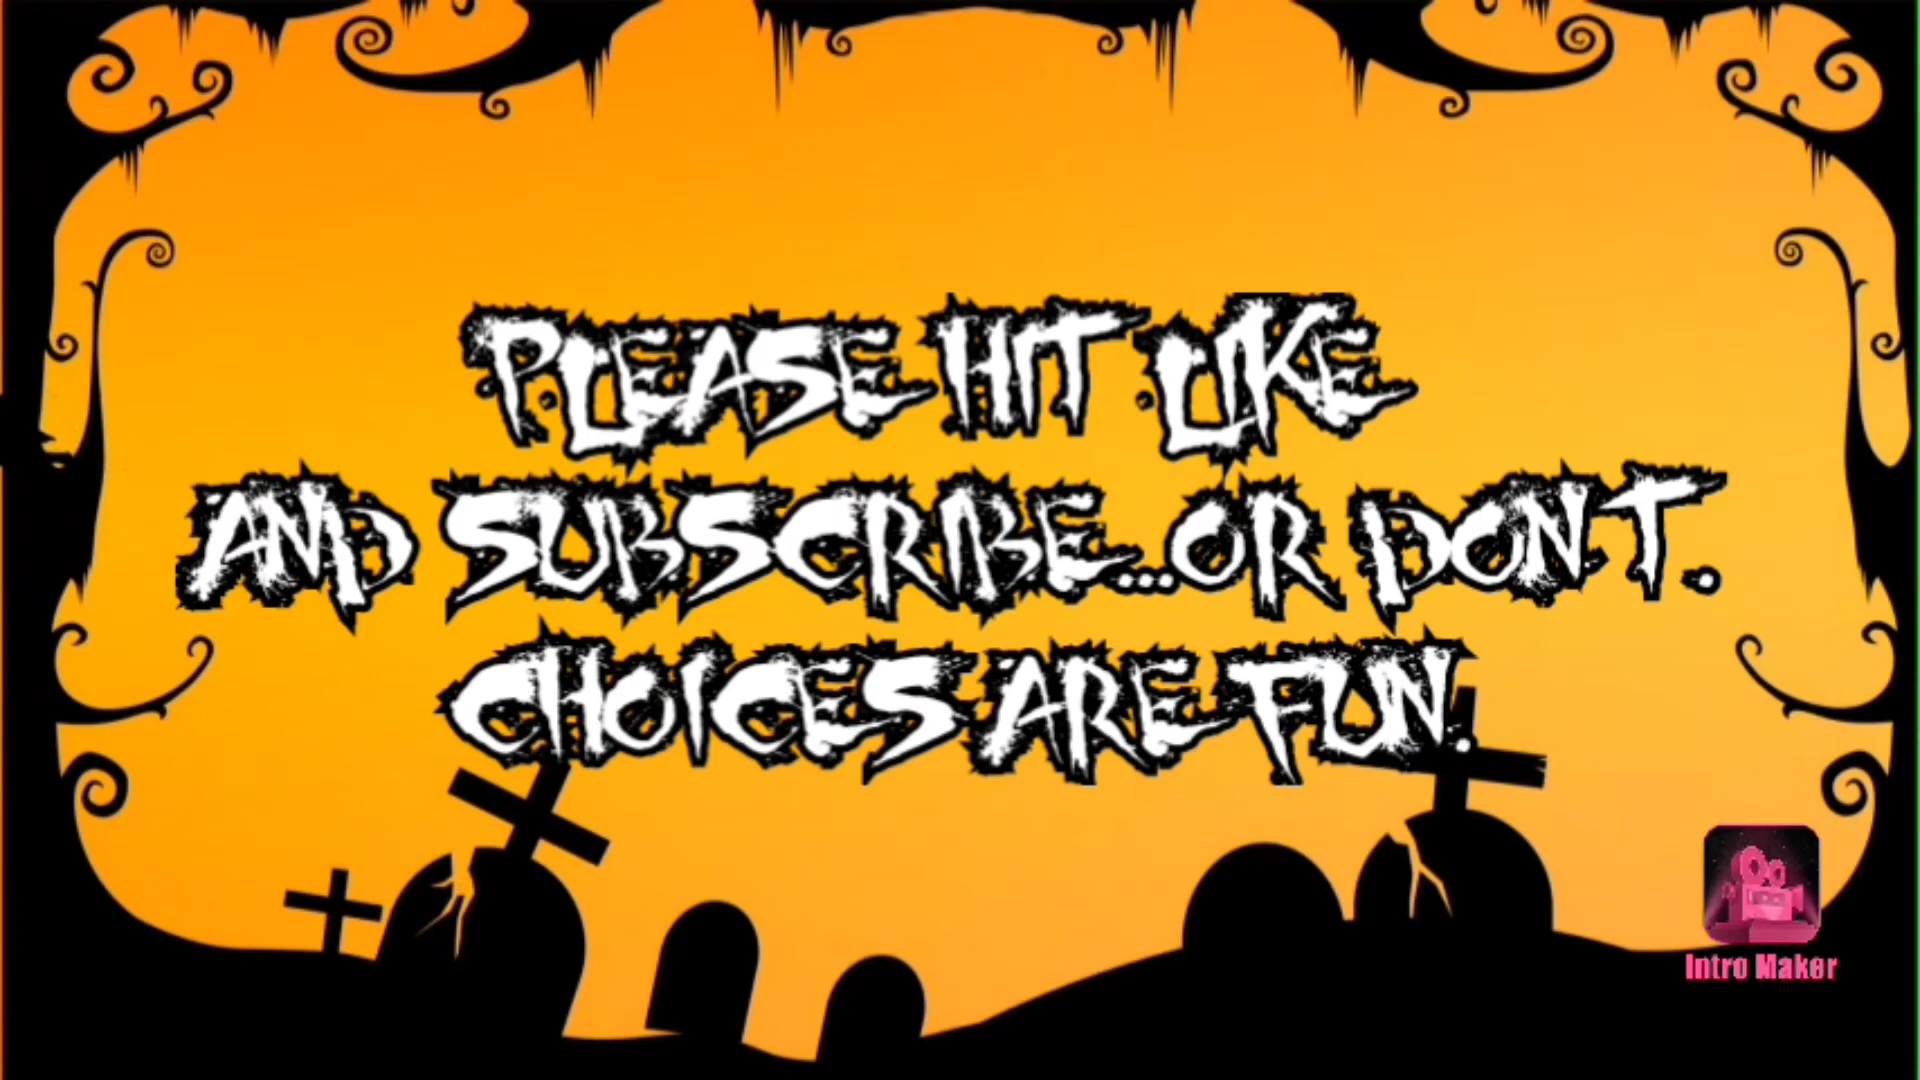 PLEASE HIT LIKE
AND SUBSCRIBE...OR DON T.
CHOICES ARE FUN.
Intro Maker